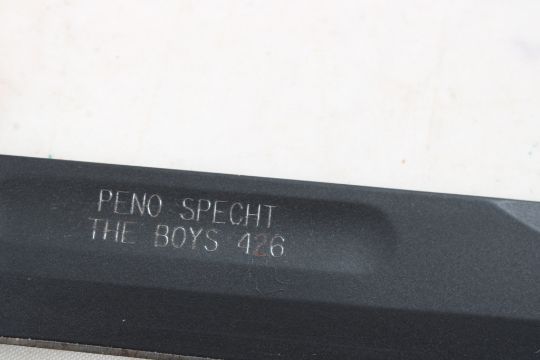 PENO SPECHT
THE BOYS 426